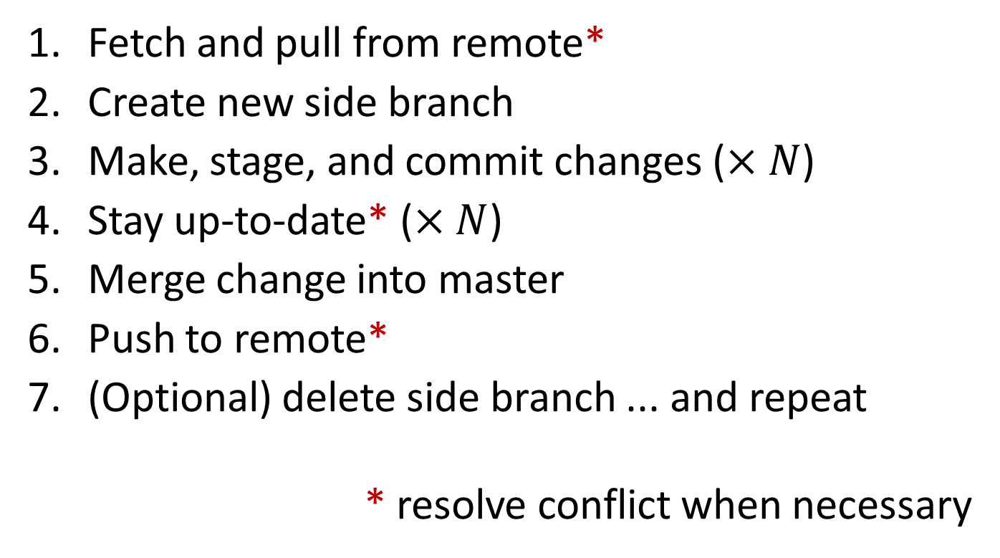 1. Fetch and pull from remote*
2. Create new side branch
3. Make, stage, and commit changes (× N)
4. Stay up-to-date* (× N)
5. Merge change into master
6. Push to remote*
7. (Optional) delete side branch ... and repeat
* resolve conflict when necessary